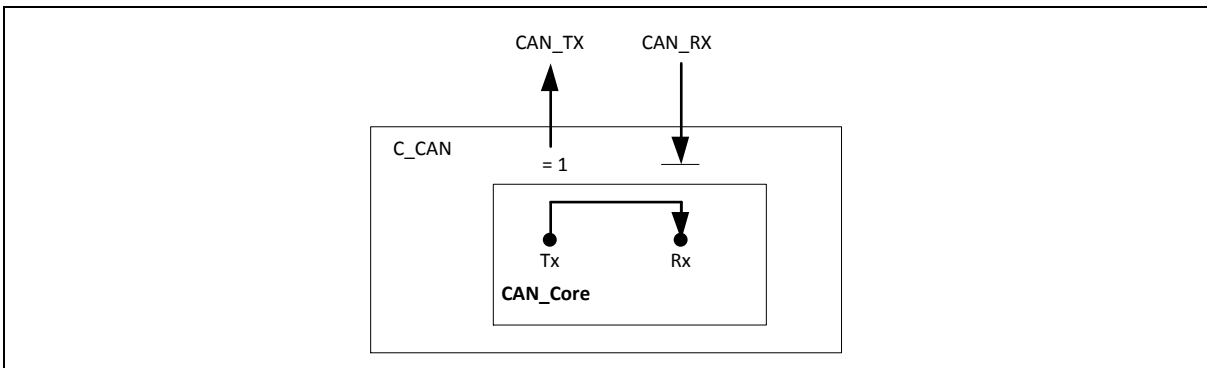 CAN_TX CAN_RX
C_CAN
= 1
Tx Rx
CAN_Core